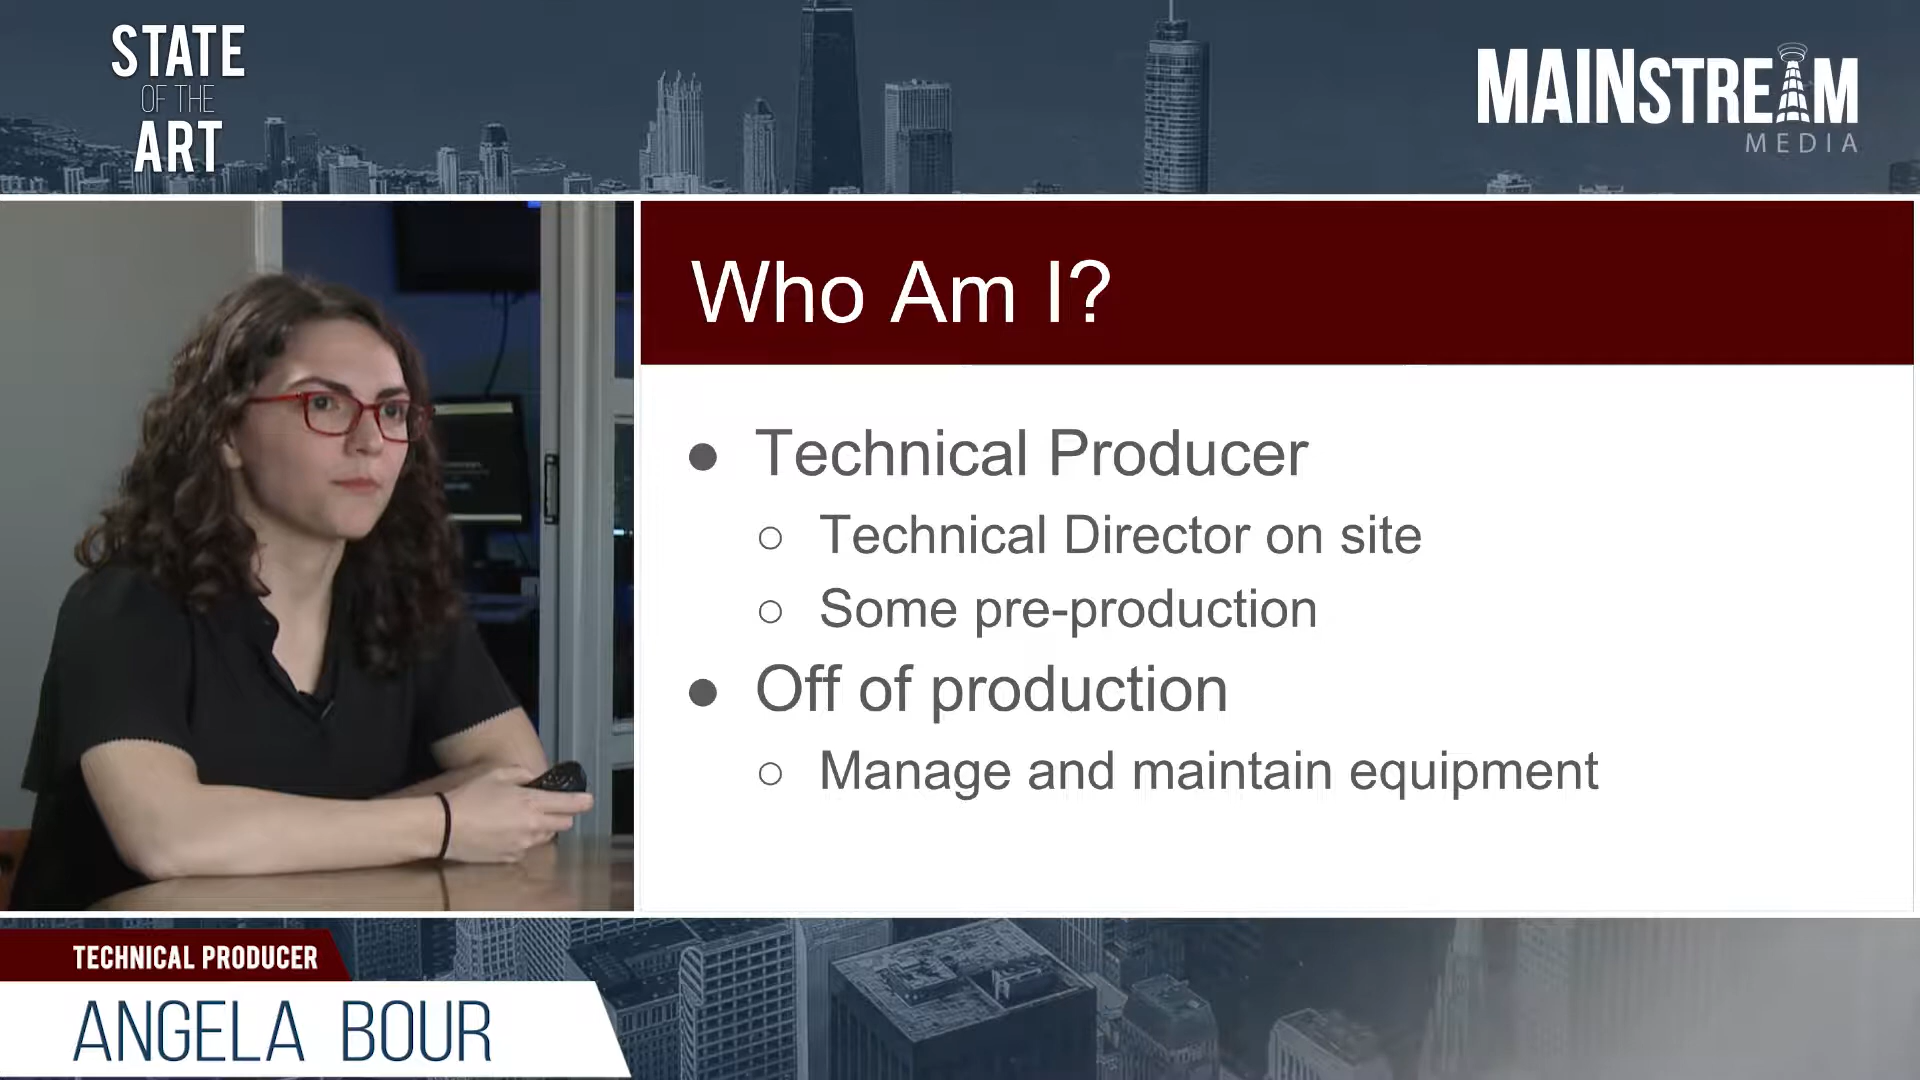 STATE
OF THE
ART
MAINSTREAM
MEDIA
Who Am I?
● Technical Producer
○ Technical Director on site
○ Some pre-production
● Off of production
○ Manage and maintain equipment
TECHNICAL PRODUCER
ANGELA BOUR